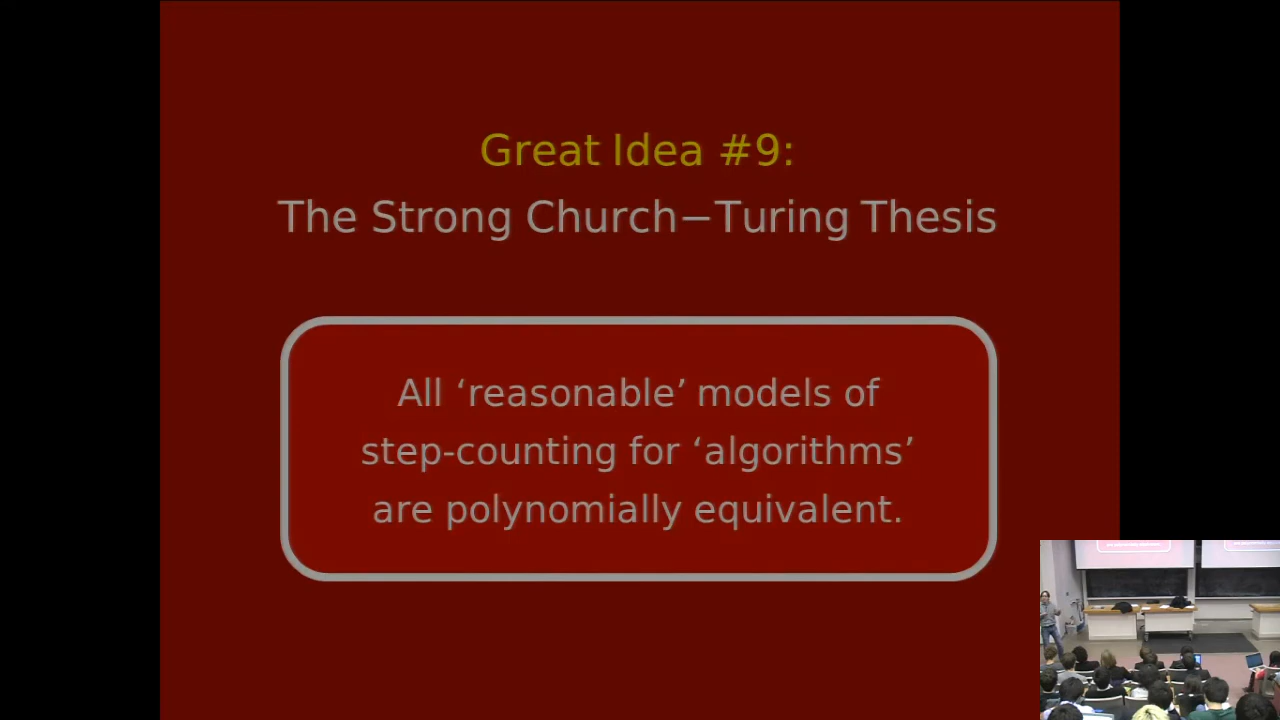 Great Idea #9:
The Strong Church−Turing Thesis
All ‘reasonable’ models of
step-counting for ‘algorithms’
are polynomially equivalent.